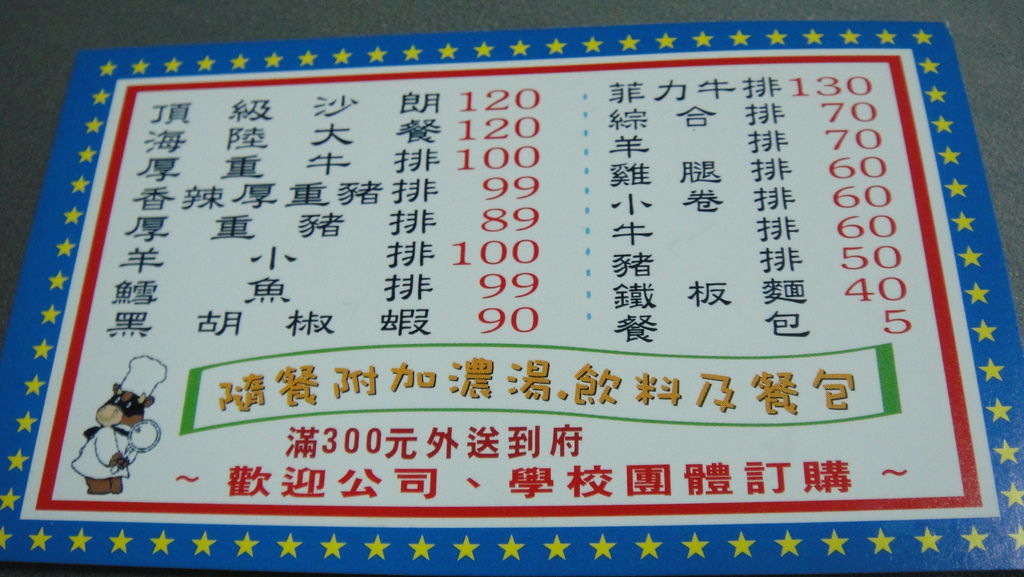 頂級沙朗 120
海陸大餐 120
厚重牛排 100
香辣厚重豬排 99
厚重豬排 89
羊小排 100
鱈魚排 99
黑胡椒蝦 90
菲力牛排 130
綜合排 70
羊排 70
雞腿排 60
小卷排 60
牛排 60
豬排 50
鐵板麵 40
餐包 5
隨餐附加濃湯.飲料及餐包
滿300元外送到府
~ 歡迎公司、學校團體訂購 ~